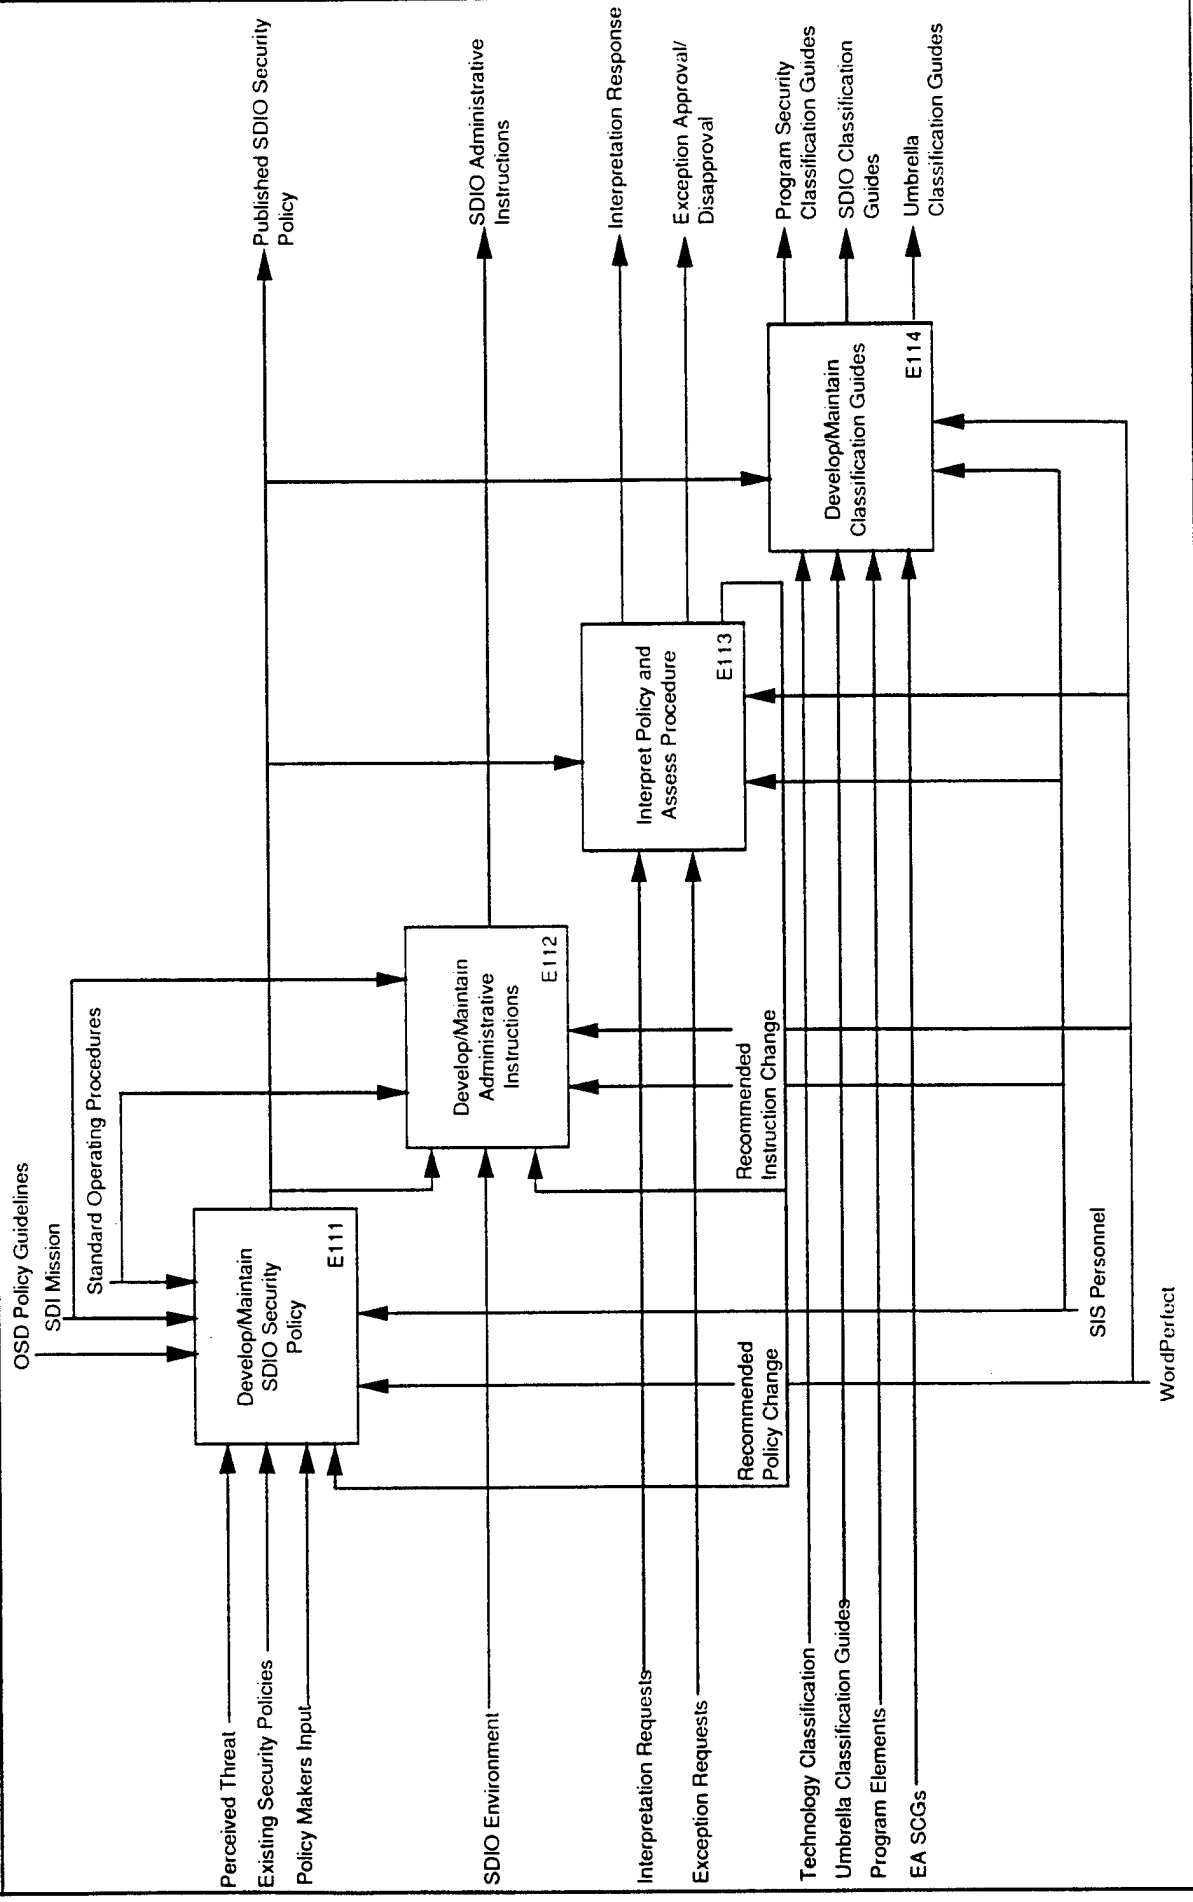 OSD Policy Guidelines
SDI Mission
Standard Operating Procedures
Perceived Threat
Existing Security Policies
Policy Makers Input
Develop/Maintain
SDIO Security
Policy
E111
Published SDIO Security
Policy
SDIO Environment
Develop/Maintain
Administrative
Instructions
E112
SDIO Administrative
Instructions
Interpretation Requests
Exception Requests
Interpret Policy and
Assess Procedure
E113
Interpretation Response
Exception Approval/
Disapproval
Recommended
Policy Change
Recommended
Instruction Change
Technology Classification
Umbrella Classification Guides
Program Elements
EA SCGs
Develop/Maintain
Classification Guides
E114
Program Security
Classification Guides
SDIO Classification
Guides
Umbrella
Classification Guides
SIS Personnel
WordPerfect